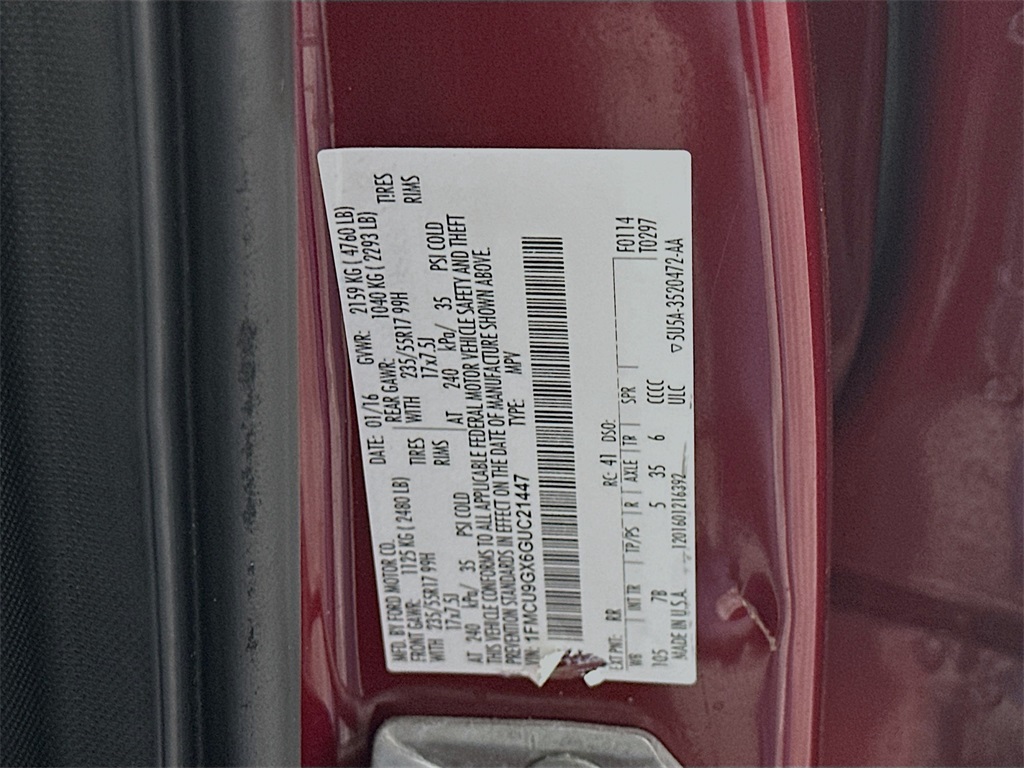 MFD. BY FORD MOTOR CO.
DATE: 01/16 GVWR: 2159 KG ( 4760 LB)
FRONT GAWR: 1125 KG ( 2480 LB) REAR GAWR: 1040 KG ( 2293 LB)
WITH 235/55R17 99H TIRES WITH 235/55R17 99H TIRES
17x7.5J RIMS 17x7.5J RIMS
AT 240 kPa/ 35 PSI COLD AT 240 kPa/ 35 PSI COLD
THIS VEHICLE CONFORMS TO ALL APPLICABLE FEDERAL MOTOR VEHICLE SAFETY AND THEFT
PREVENTION STANDARDS IN EFFECT ON THE DATE OF MANUFACTURE SHOWN ABOVE.
VIN: 1FMCU9GX6GUC21447 TYPE: MPV
EXT PNT: RR RC: 41 DSO:
WB INT TR TP/PS R AXLE TR SPR F0114
105 7B 5 35 6 CCCC T0297
MADE IN U.S.A. 1201601216392 ULC ▽5U5A-3520472-AA